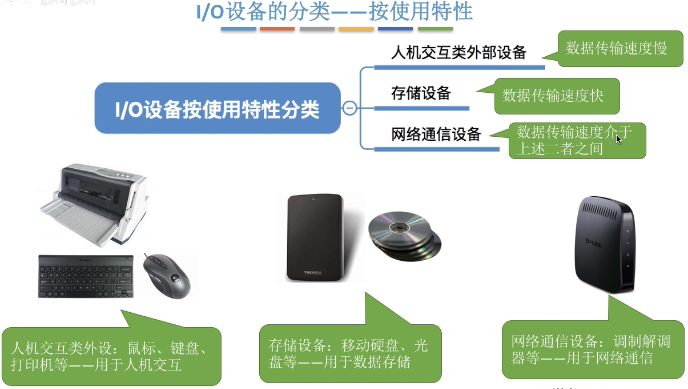 I/O设备的分类——按使用特性
人机交互类外部设备
数据传输速度慢
I/O设备按使用特性分类
存储设备
数据传输速度快
网络通信设备
数据传输速度介于
上述二者之间
人机交互类外设：鼠标、键盘、
打印机等——用于人机交互
存储设备：移动硬盘、光
盘等——用于数据存储
网络通信设备：调制解调
器等——用于网络通信